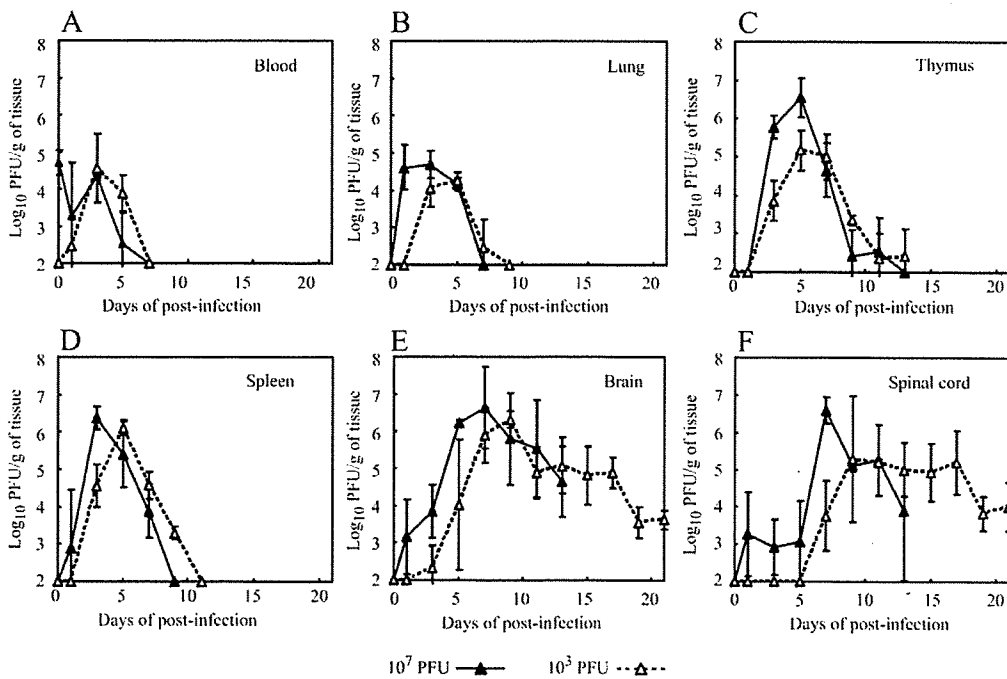 A
B
C
8
7
6
5
4
3
2
Log10 PFU/g of tissue
Blood
0 5 10 15 20
Days of post-infection
8
7
6
5
4
3
2
Log10 PFU/g of tissue
Lung
0 5 10 15 20
Days of post-infection
8
7
6
5
4
3
2
Log10 PFU/g of tissue
Thymus
0 5 10 15 20
Days of post-infection
D
E
F
8
7
6
5
4
3
2
Log10 PFU/g of tissue
Spleen
0 5 10 15 20
Days of post-infection
8
7
6
5
4
3
2
Log10 PFU/g of tissue
Brain
0 5 10 15 20
Days of post-infection
8
7
6
5
4
3
2
Log10 PFU/g of tissue
Spinal cord
0 5 10 15 20
Days of post-infection
10^7 PFU 10^3 PFU